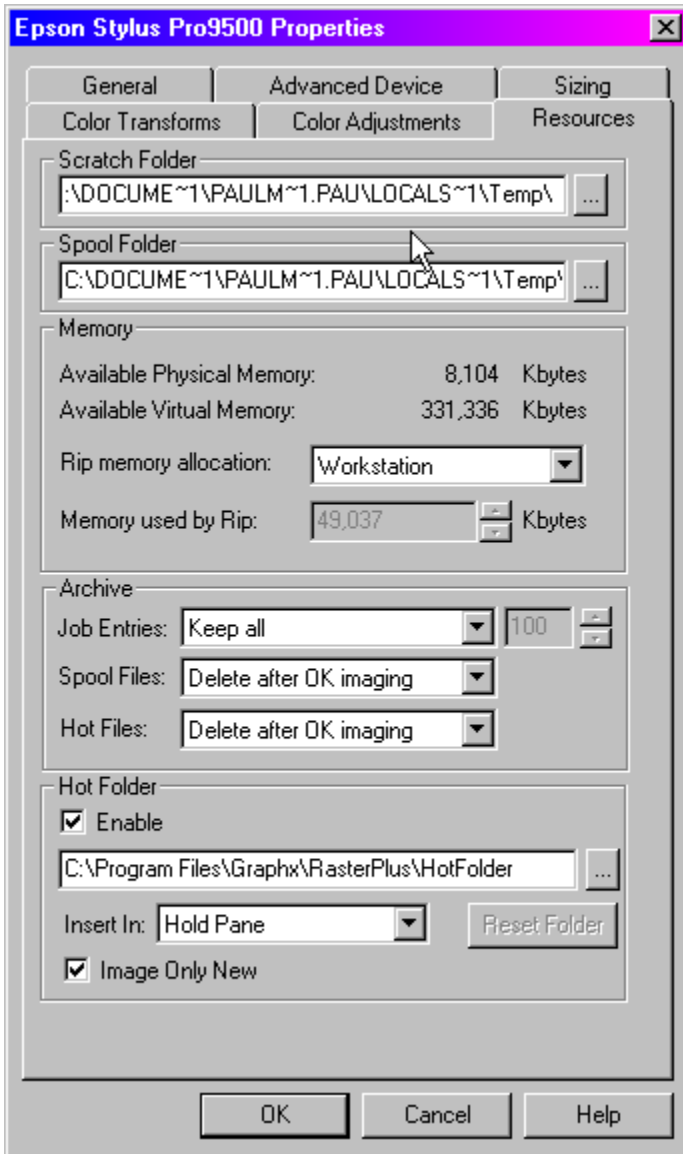 Epson Stylus Pro9500 Properties
General Advanced Device Sizing
Color Transforms Color Adjustments Resources
Scratch Folder
:\DOCUME~1\PAULM~1.PAU\LOCALS~1\Temp\ ...
Spool Folder
C:\DOCUME~1\PAULM~1.PAU\LOCALS~1\Temp\ ...
Memory
Available Physical Memory: 8,104 Kbytes
Available Virtual Memory: 331,336 Kbytes
Rip memory allocation: Workstation
Memory used by Rip: 49,037 Kbytes
Archive
Job Entries: Keep all 100
Spool Files: Delete after OK imaging
Hot Files: Delete after OK imaging
Hot Folder
Enable
C:\Program Files\Graphx\RasterPlus\HotFolder ...
Insert In: Hold Pane Reset Folder
Image Only New
OK Cancel Help